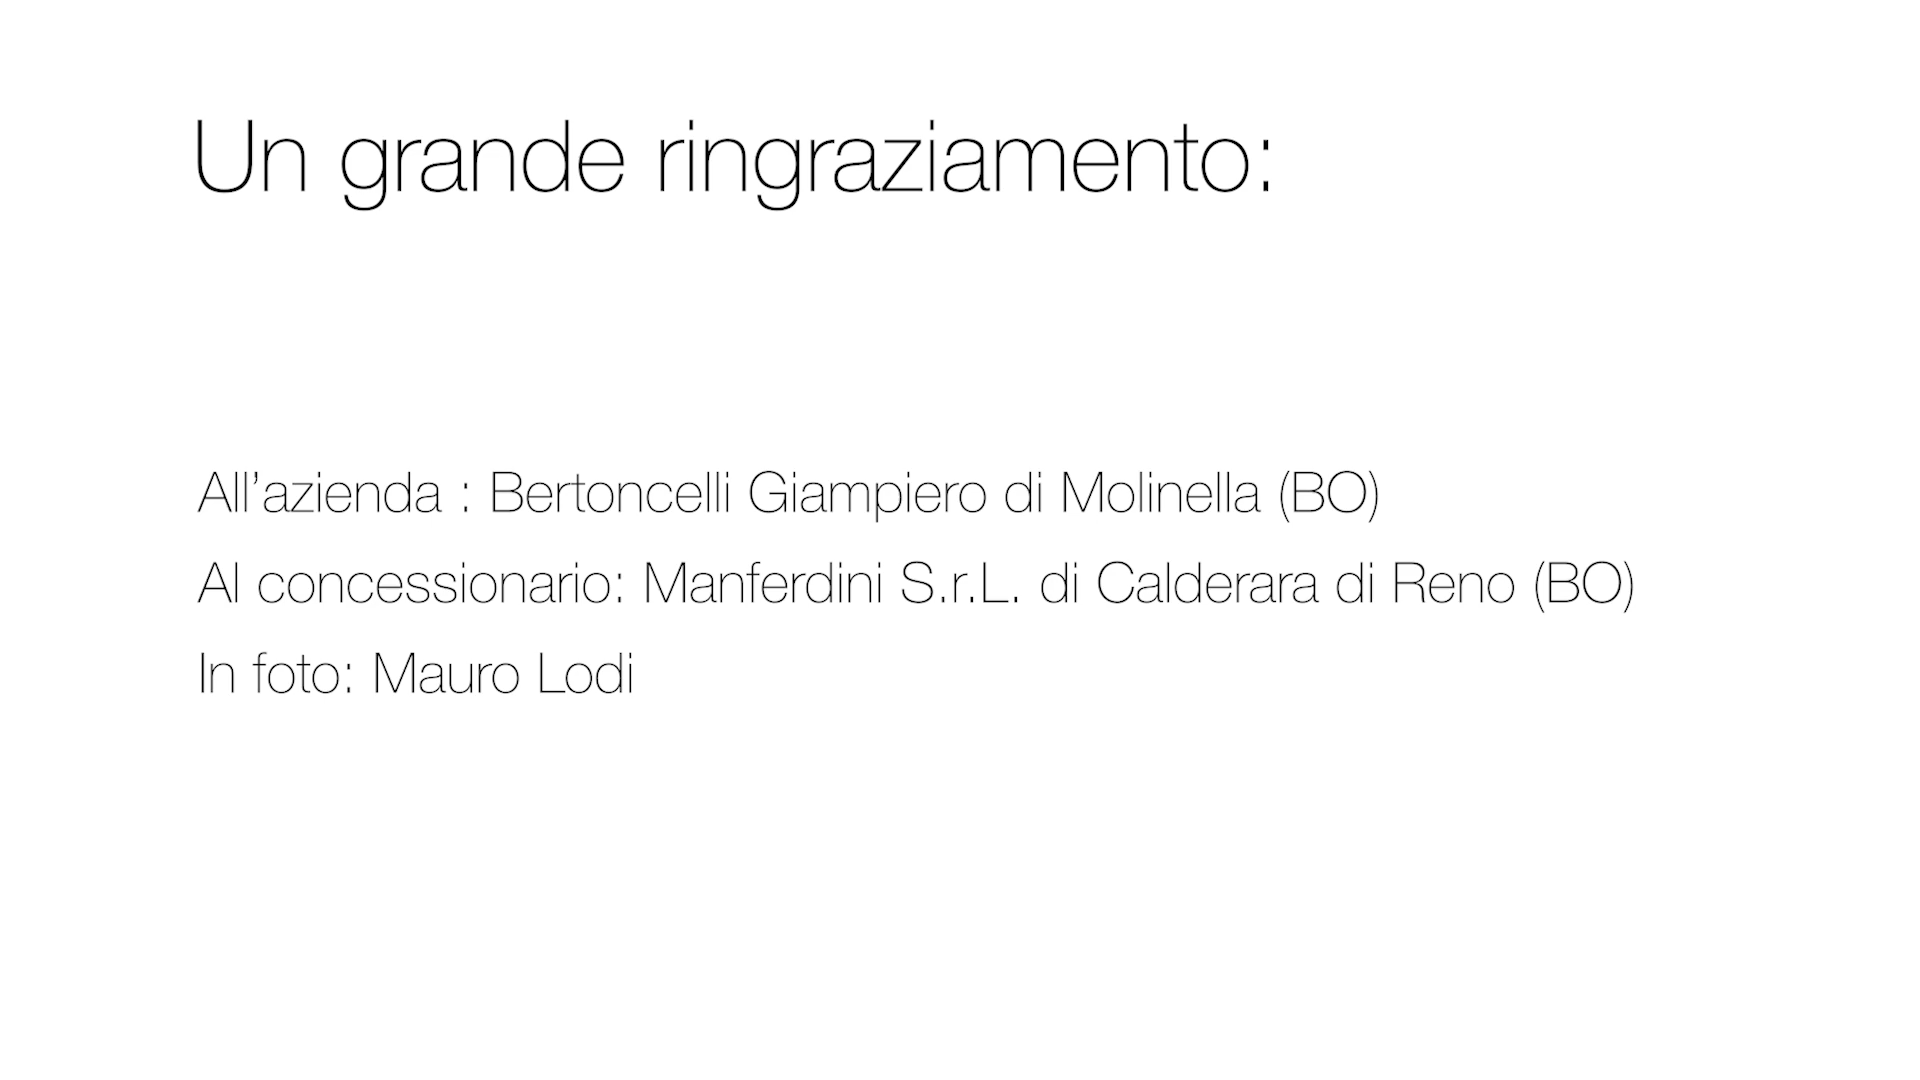 Un grande ringraziamento:
All’azienda : Bertoncelli Giampiero di Molinella (BO)
Al concessionario: Manferdini S.r.L. di Calderara di Reno (BO)
In foto: Mauro Lodi